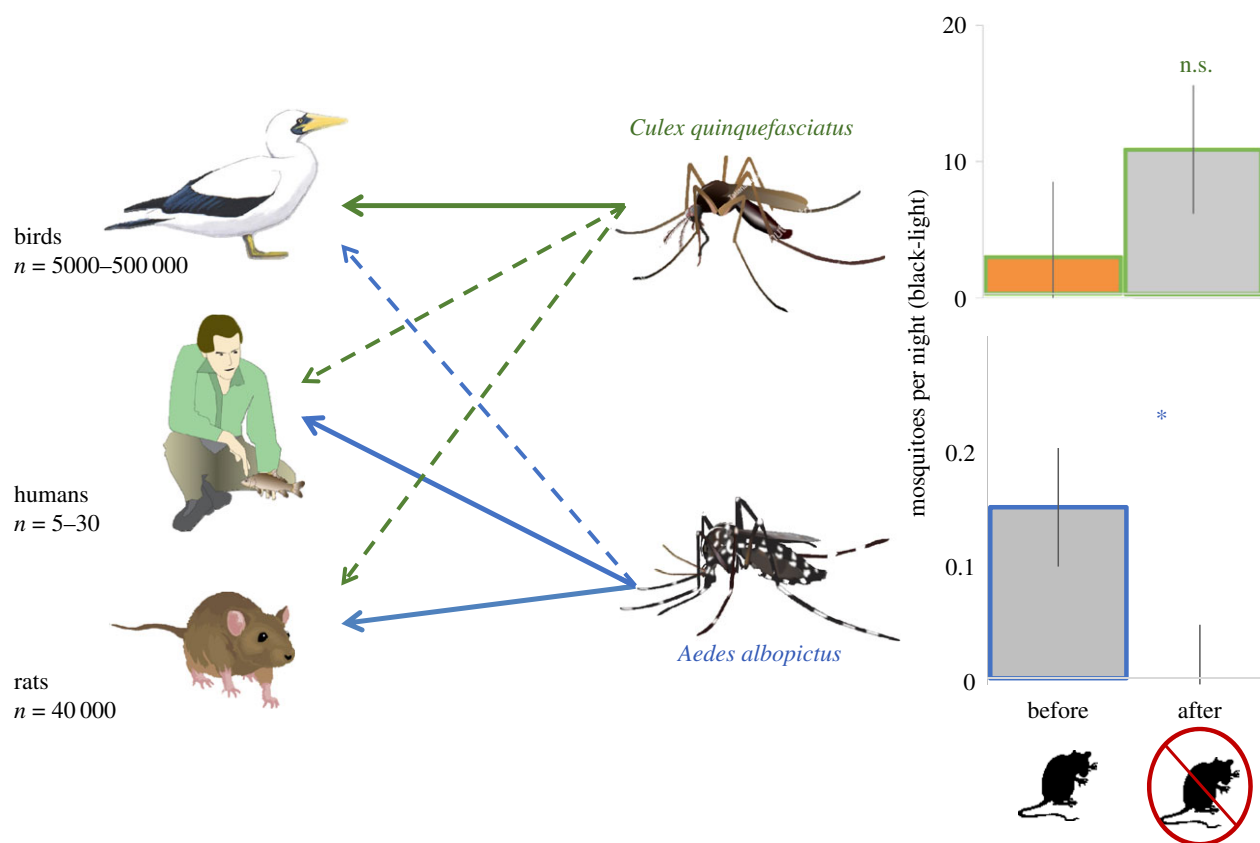 birds
n = 5000–500 000
humans
n = 5–30
rats
n = 40 000
Culex quinquefasciatus
Aedes albopictus
mosquitoes per night (black-light)
20
10
0
n.s.
0.2
0.1
0
*
before
after